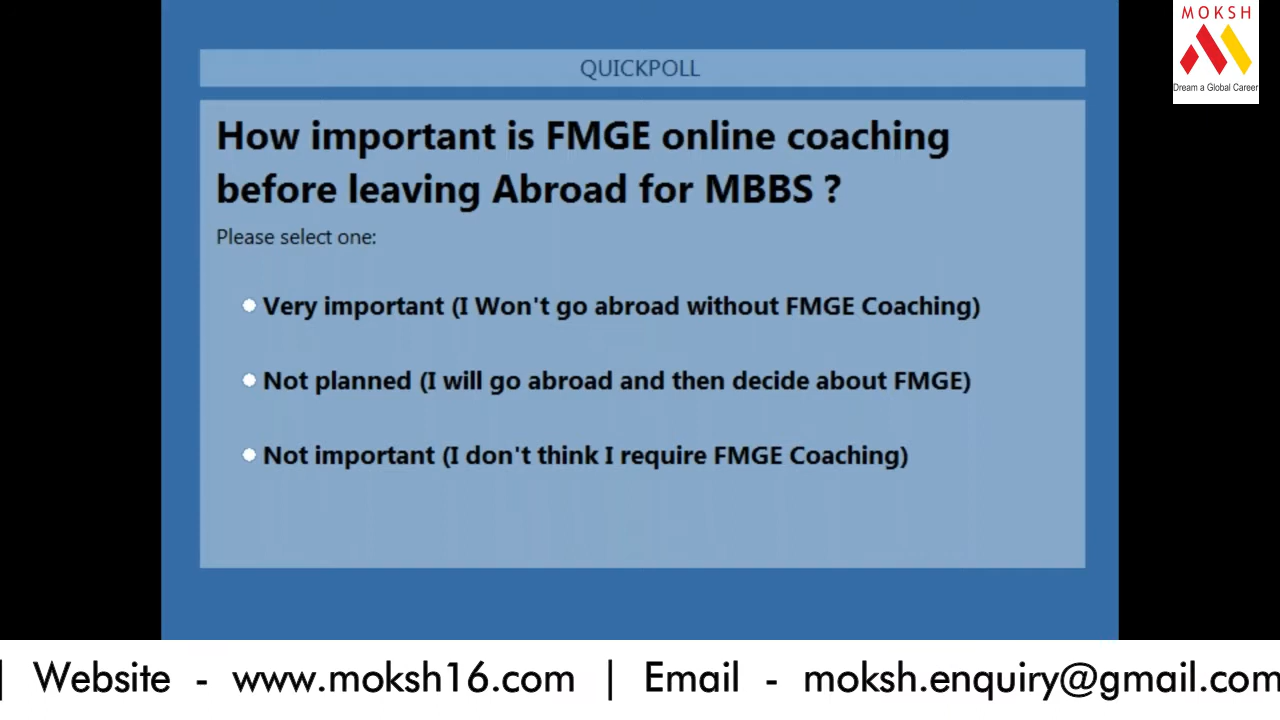 MOKSH
Dream a Global Career
QUICKPOLL
How important is FMGE online coaching
before leaving Abroad for MBBS ?
Please select one:
Very important (I Won't go abroad without FMGE Coaching)
Not planned (I will go abroad and then decide about FMGE)
Not important (I don't think I require FMGE Coaching)
| Website - www.moksh16.com | Email - moksh.enquiry@gmail.com